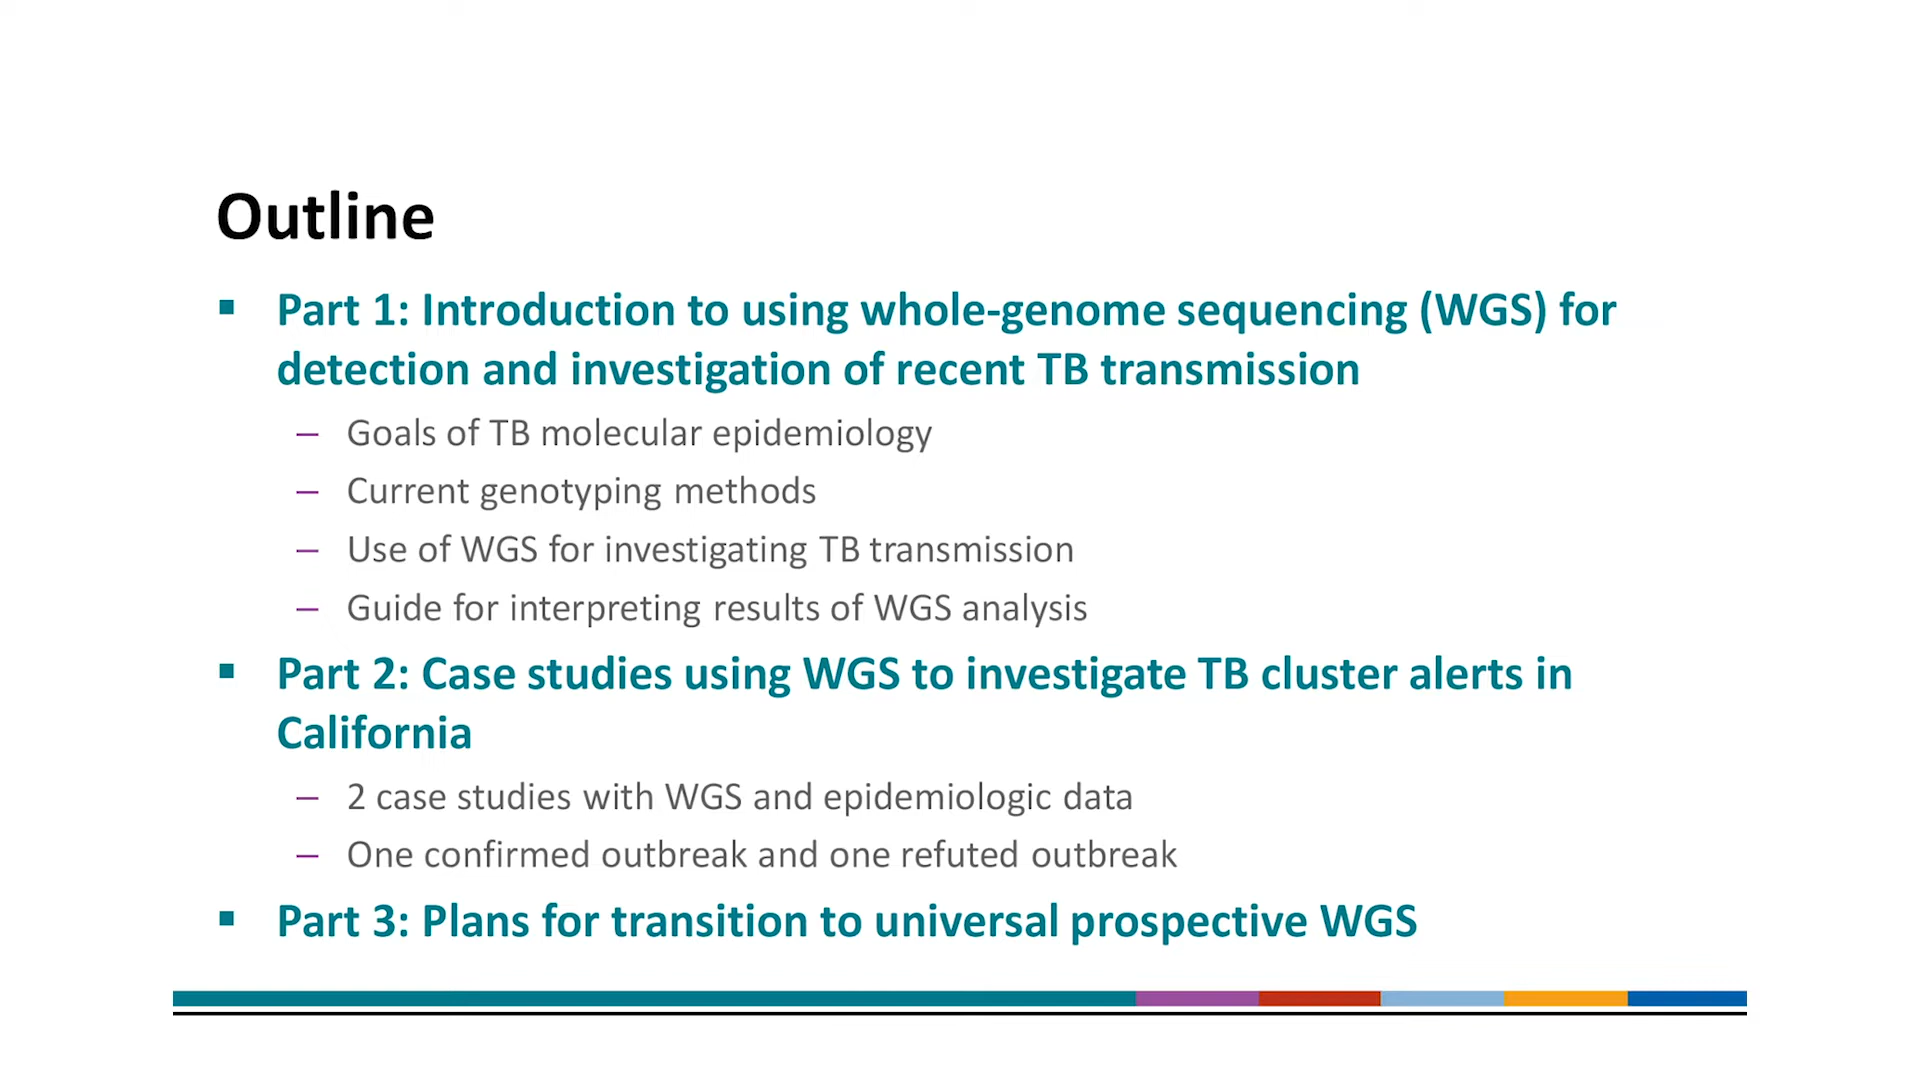 Outline
▪ Part 1: Introduction to using whole-genome sequencing (WGS) for
detection and investigation of recent TB transmission
– Goals of TB molecular epidemiology
– Current genotyping methods
– Use of WGS for investigating TB transmission
– Guide for interpreting results of WGS analysis
▪ Part 2: Case studies using WGS to investigate TB cluster alerts in
California
– 2 case studies with WGS and epidemiologic data
– One confirmed outbreak and one refuted outbreak
▪ Part 3: Plans for transition to universal prospective WGS